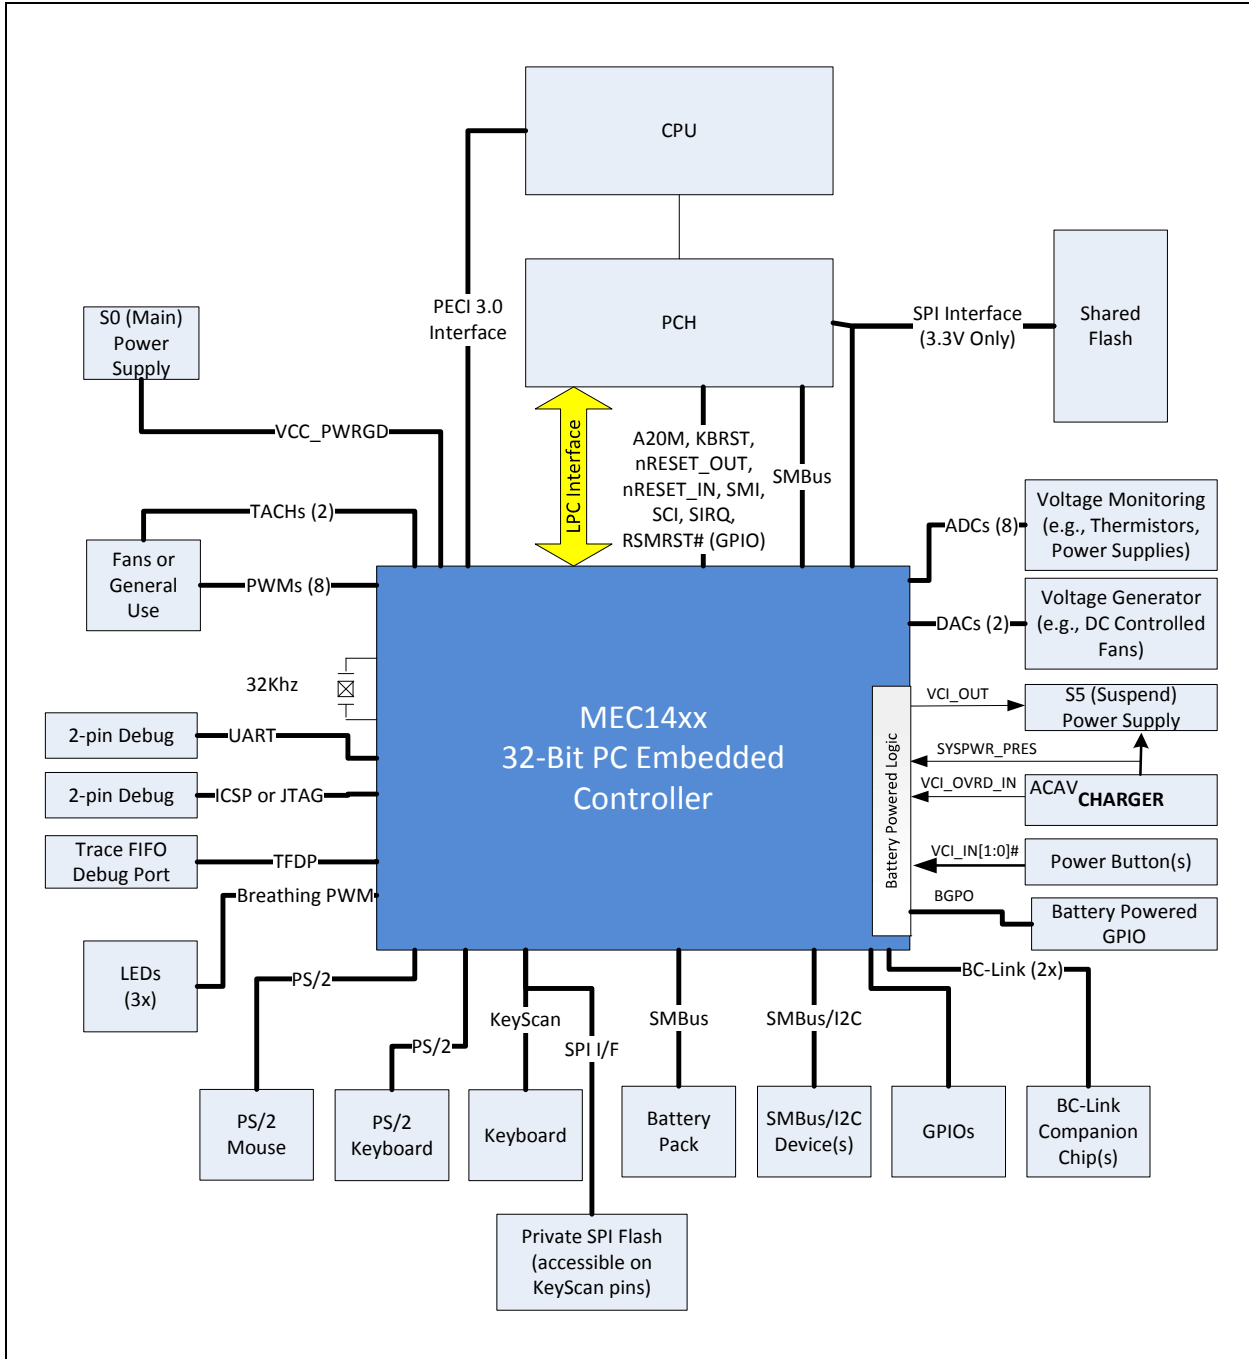 CPU
PECI 3.0
Interface
PCH
SPI Interface
(3.3V Only)
Shared
Flash
S0 (Main)
Power
Supply
VCC_PWRGD
LPC Interface
A20M, KBRST,
nRESET_OUT,
nRESET_IN, SMI,
SCI, SIRQ,
RSMRST# (GPIO)
SMBus
TACHs (2)
Fans or
General
Use
PWMs (8)
ADCs (8)
Voltage Monitoring
(e.g., Thermistors,
Power Supplies)
DACs (2)
Voltage Generator
(e.g., DC Controlled
Fans)
32Khz
MEC14xx
32-Bit PC Embedded
Controller
Battery Powered Logic
VCI_OUT
S5 (Suspend)
Power Supply
SYSPWR_PRES
VCI_OVRD_IN
ACAV
CHARGER
VCI_IN[1:0]#
Power Button(s)
BGPO
Battery Powered
GPIO
2-pin Debug
UART
2-pin Debug
ICSP or JTAG
Trace FIFO
Debug Port
TFDP
Breathing PWM
LEDs
(3x)
PS/2
PS/2
KeyScan
SPI I/F
SMBus
SMBus/I2C
BC-Link (2x)
PS/2
Mouse
PS/2
Keyboard
Keyboard
Battery
Pack
SMBus/I2C
Device(s)
GPIOs
BC-Link
Companion
Chip(s)
Private SPI Flash
(accessible on
KeyScan pins)